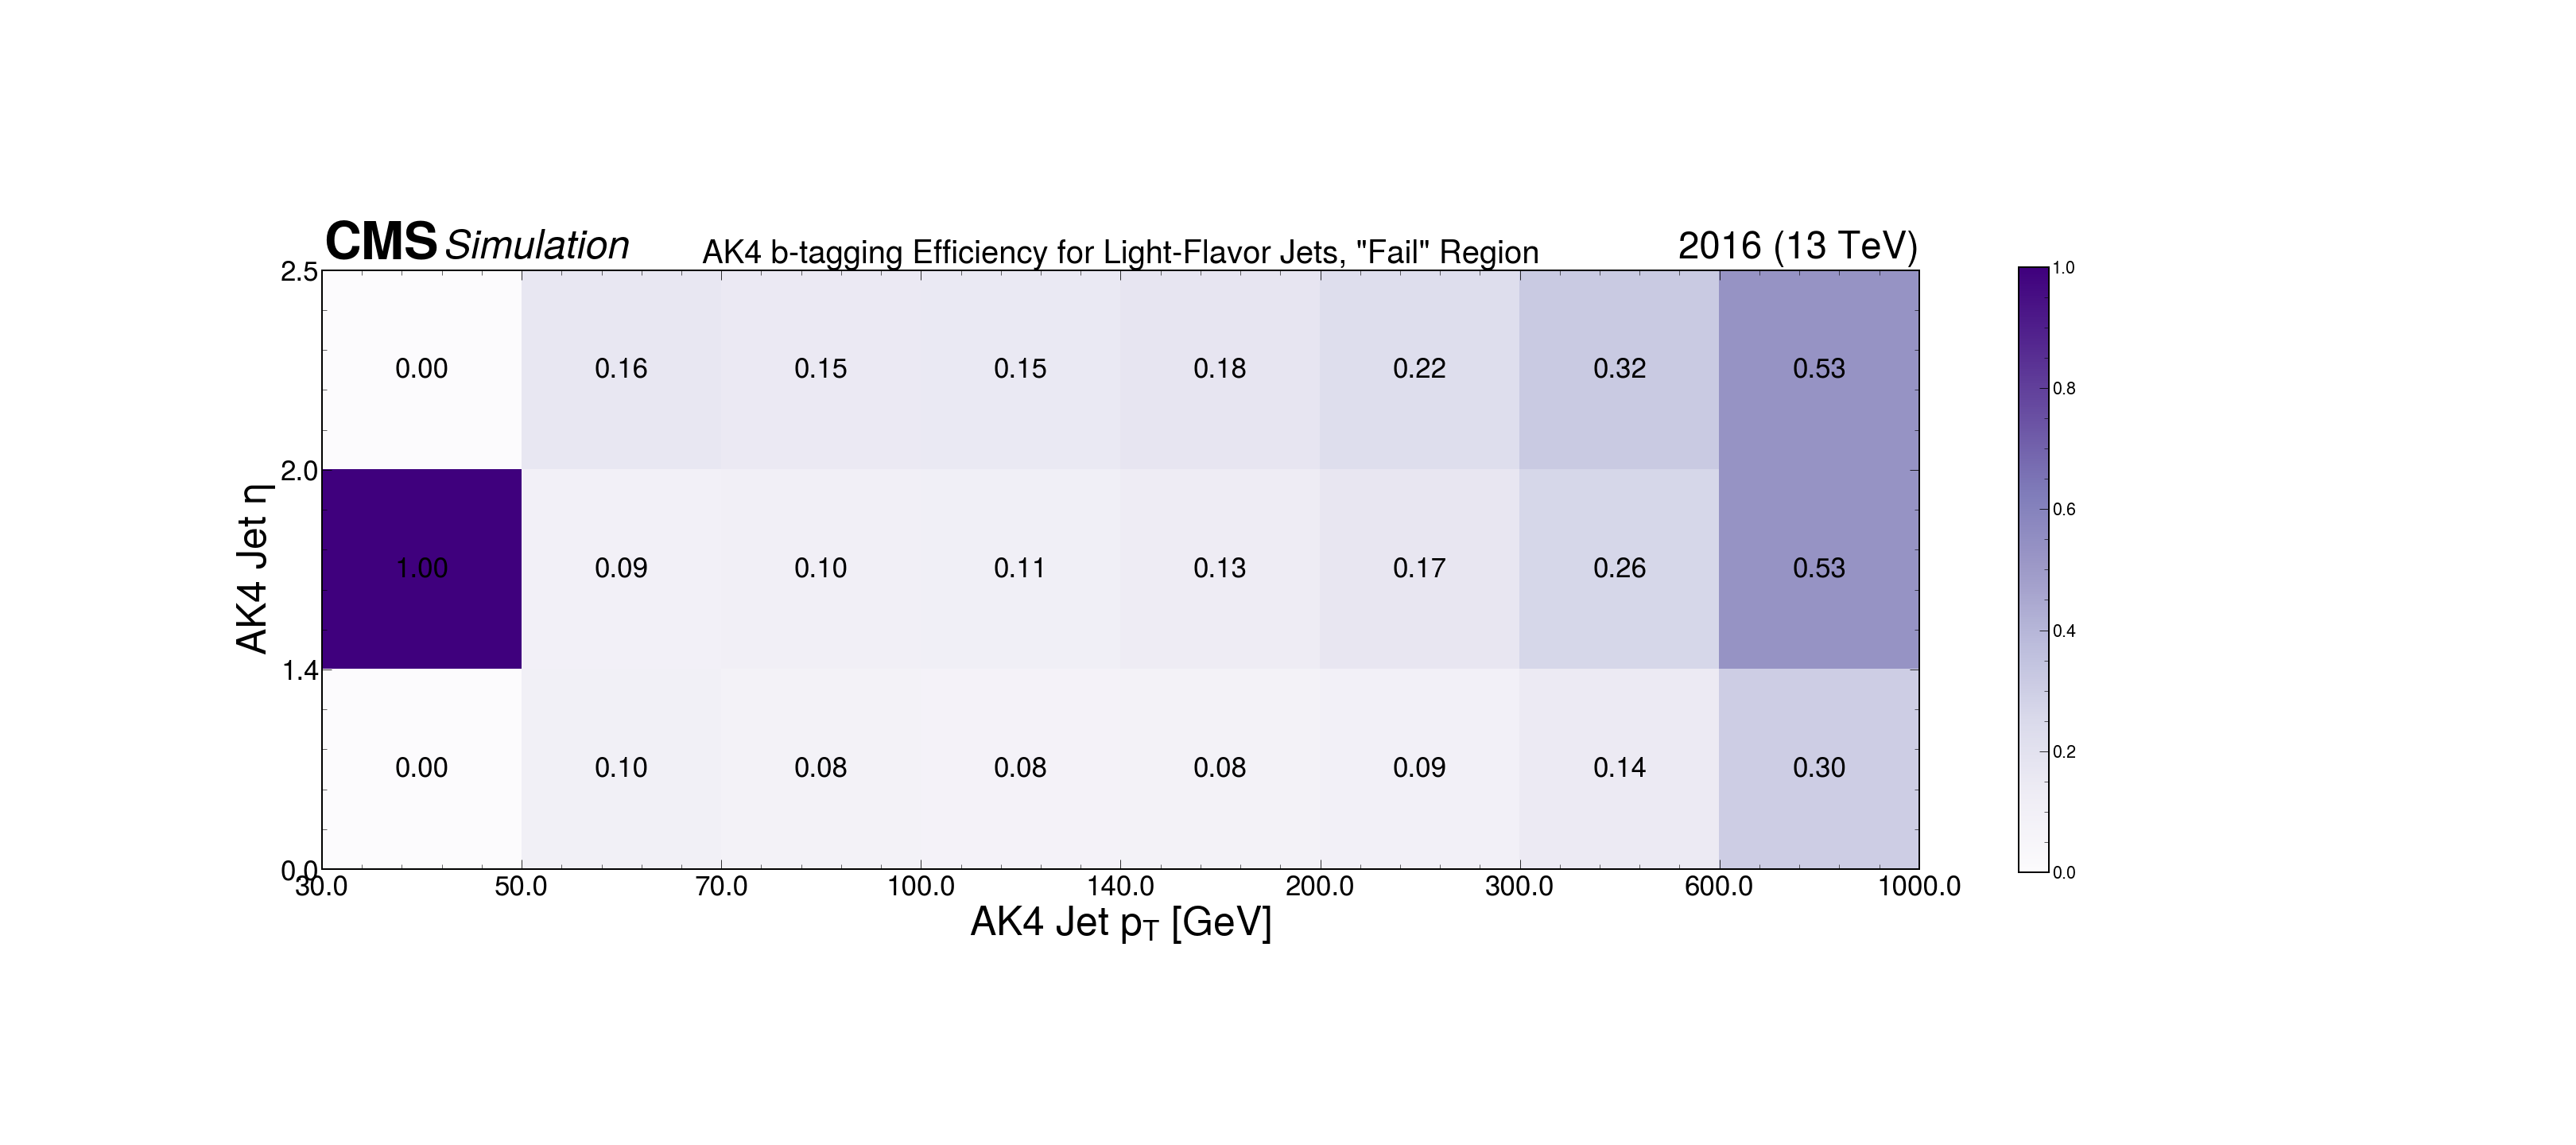 CMS Simulation
AK4 b-tagging Efficiency for Light-Flavor Jets, "Fail" Region
2016 (13 TeV)
2.5
0.00 0.16 0.15 0.15 0.18 0.22 0.32 0.53
2.0
1.00 0.09 0.10 0.11 0.13 0.17 0.26 0.53
1.4
0.00 0.10 0.08 0.08 0.08 0.09 0.14 0.30
0.0
AK4 Jet η
30.0 50.0 70.0 100.0 140.0 200.0 300.0 600.0 1000.0
AK4 Jet pT [GeV]
1.0
0.8
0.6
0.4
0.2
0.0